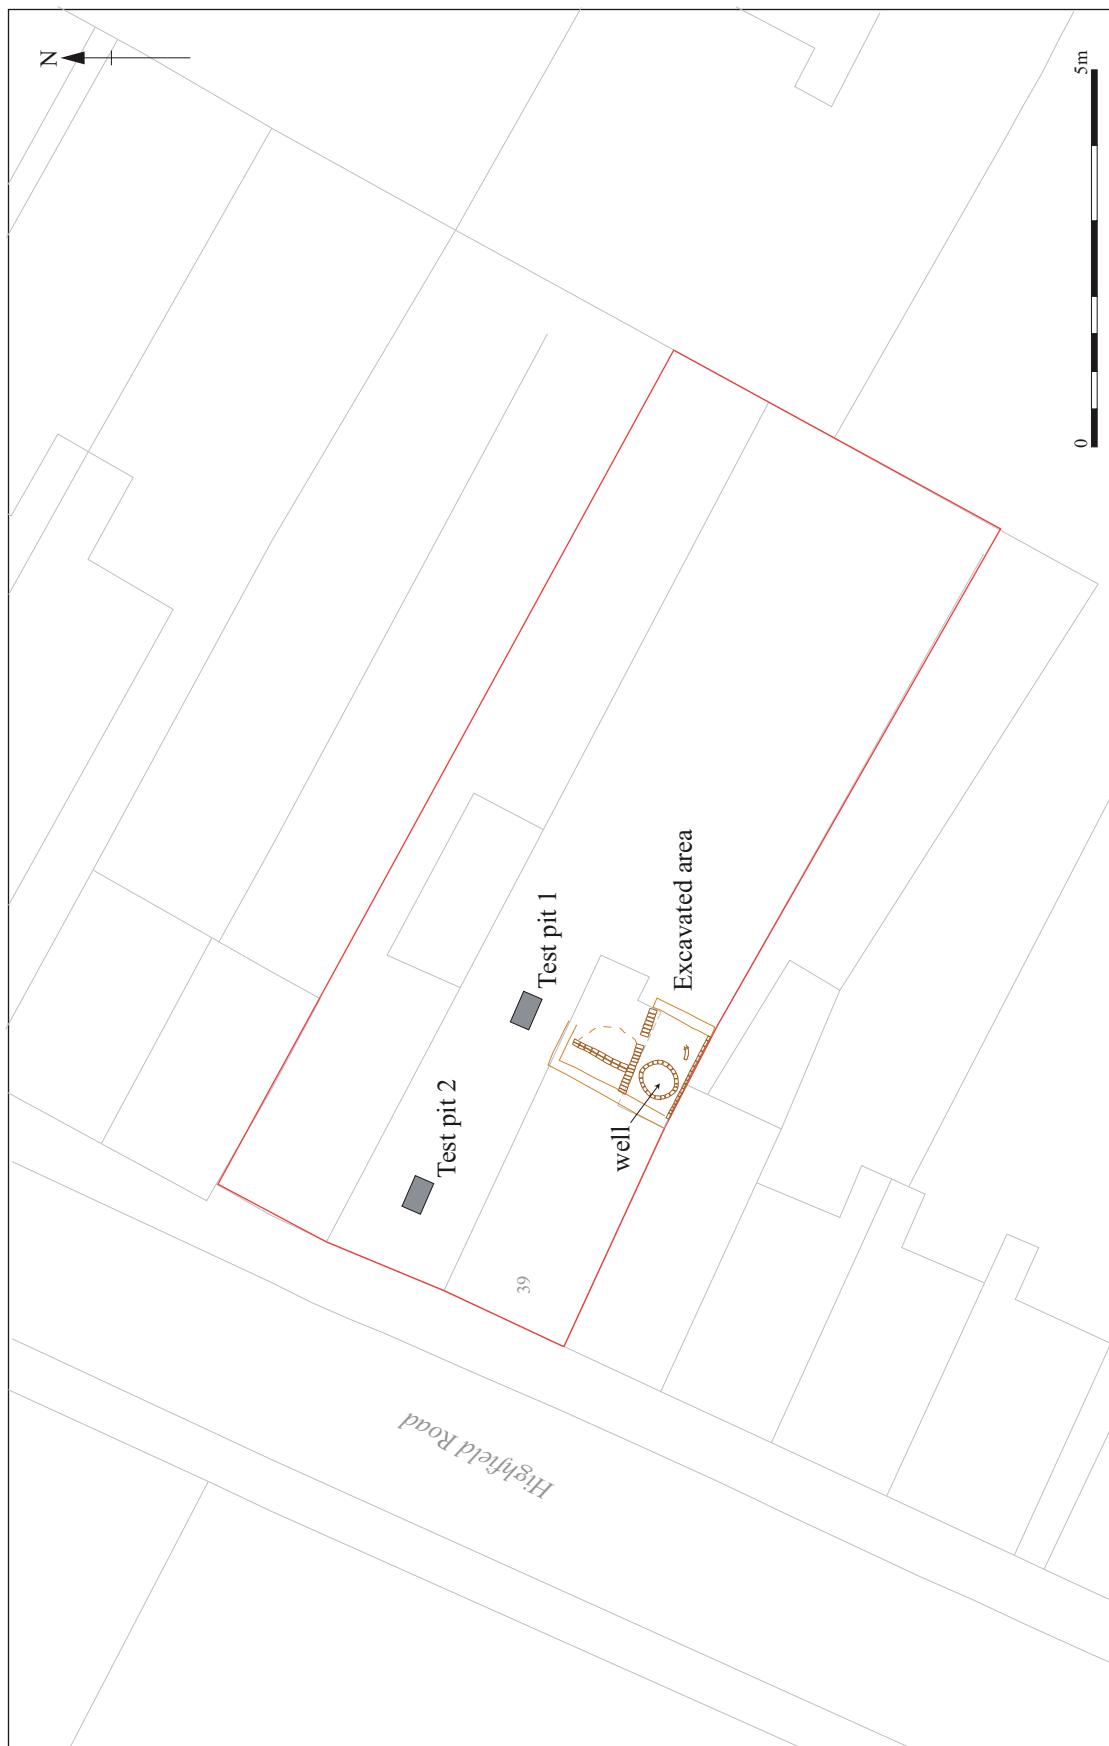 N
0
5m
Test pit 1
Test pit 2
Excavated area
well
39
Highfield Road